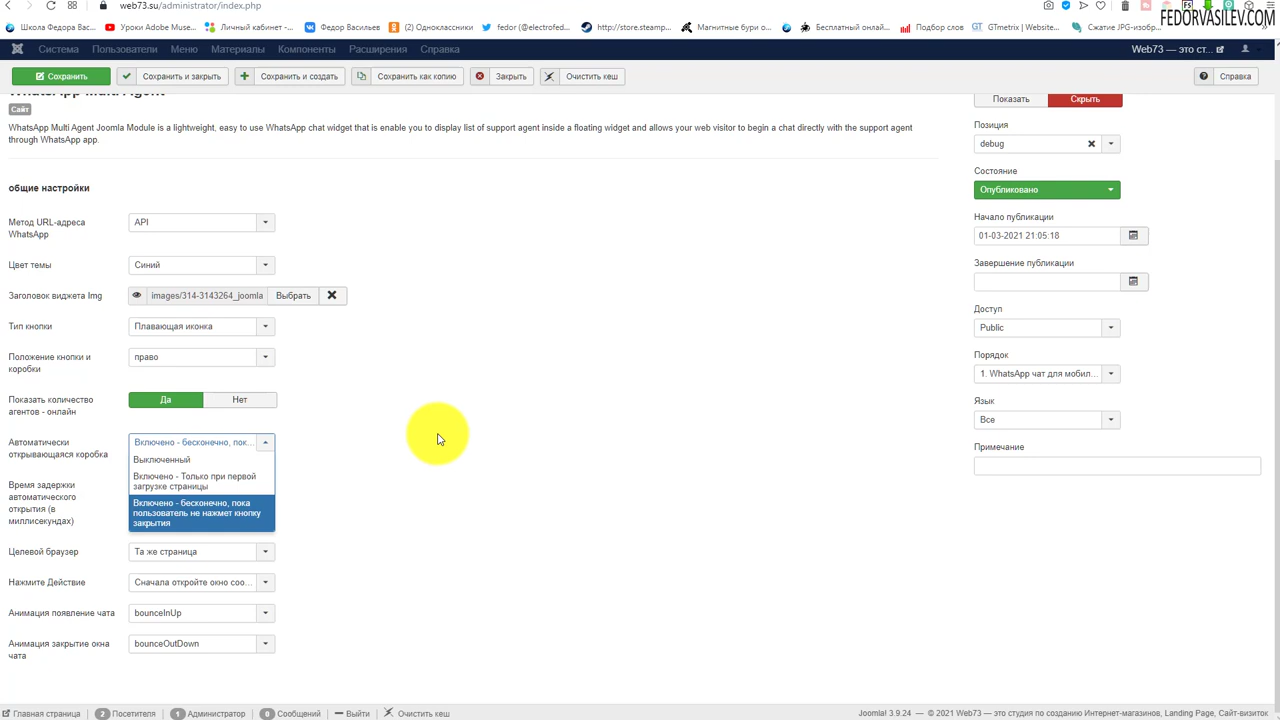 web73.su/administrator/index.php
FEDORVASILEV.COM
Школа Федора Васил... Уроки Adobe Muse... Личный кабинет -... Федор Васильев (2) Одноклассники fedor (@electrofed... http://store.steamp... Магнитные бури о... Бесплатный онлай... Подбор слов GTmetrix | Website... Сжатие JPG-изобр...
Система Пользователи Меню Материалы Компоненты Расширения Справка Web73 — это ст...
Сохранить Сохранить и закрыть Сохранить и создать Сохранить как копию Закрыть Очистить кеш Справка
WhatsApp Multi Agent
Сайт
WhatsApp Multi Agent Joomla Module is a lightweight, easy to use WhatsApp chat widget that is enable you to display list of support agent inside a floating widget and allows your web visitor to begin a chat directly with the support agent
through WhatsApp app.
общие настройки
Метод URL-адреса
WhatsApp
API
Цвет темы
Синий
Заголовок виджета Img
images/314-3143264_joomla Выбрать
Тип кнопки
Плавающая иконка
Положение кнопки и
коробки
право
Показать количество
агентов - онлайн
Да Нет
Автоматически
открывающаяся коробка
Включено - бесконечно, пок...
Выключенный
Включено - Только при первой
загрузке страницы
Включено - бесконечно, пока
пользователь не нажмет кнопку
закрытия
Время задержки
автоматического
открытия (в
миллисекундах)
Целевой браузер
Та же страница
Нажмите Действие
Сначала откройте окно соо...
Анимация появление чата
bounceInUp
Анимация закрытие окна
чата
bounceOutDown
Показать Скрыть
Позиция
debug
Состояние
Опубликовано
Начало публикации
01-03-2021 21:05:18
Завершение публикации
Доступ
Public
Порядок
1. WhatsApp чат для мобил...
Язык
Все
Примечание
Главная страница 2 Посетителя 1 Администратор 0 Сообщений Выйти Очистить кеш Joomla! 3.9.24 — © 2021 Web73 — это студия по созданию Интернет-магазинов, Landing Page, Сайт-визиток